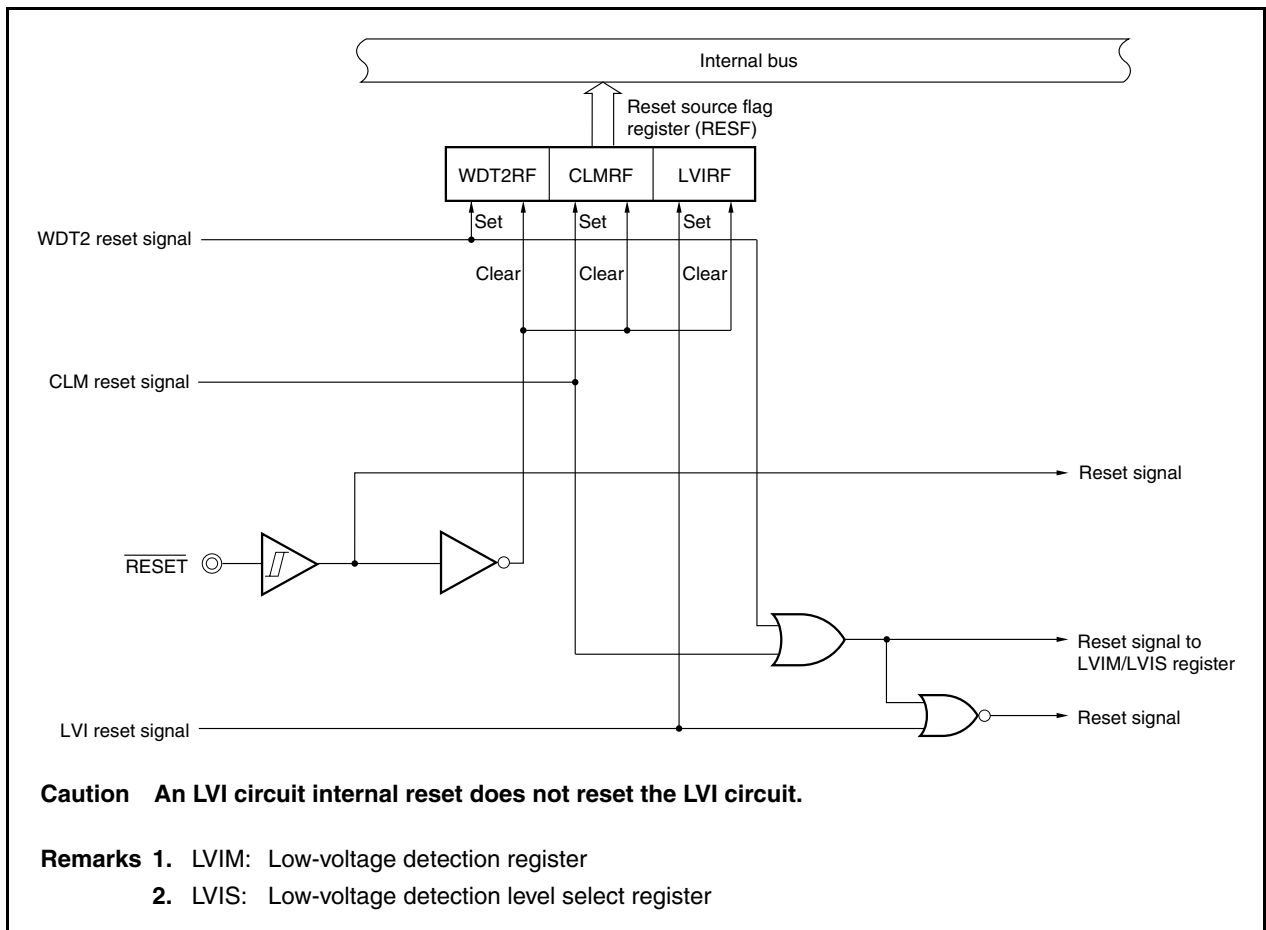 Internal bus
Reset source flag
register (RESF)
WDT2RF CLMRF LVIRF
Set Set Set
WDT2 reset signal
Clear Clear Clear
CLM reset signal
Reset signal
RESET
Reset signal to
LVIM/LVIS register
Reset signal
LVI reset signal
Caution An LVI circuit internal reset does not reset the LVI circuit.
Remarks 1. LVIM: Low-voltage detection register
2. LVIS: Low-voltage detection level select register